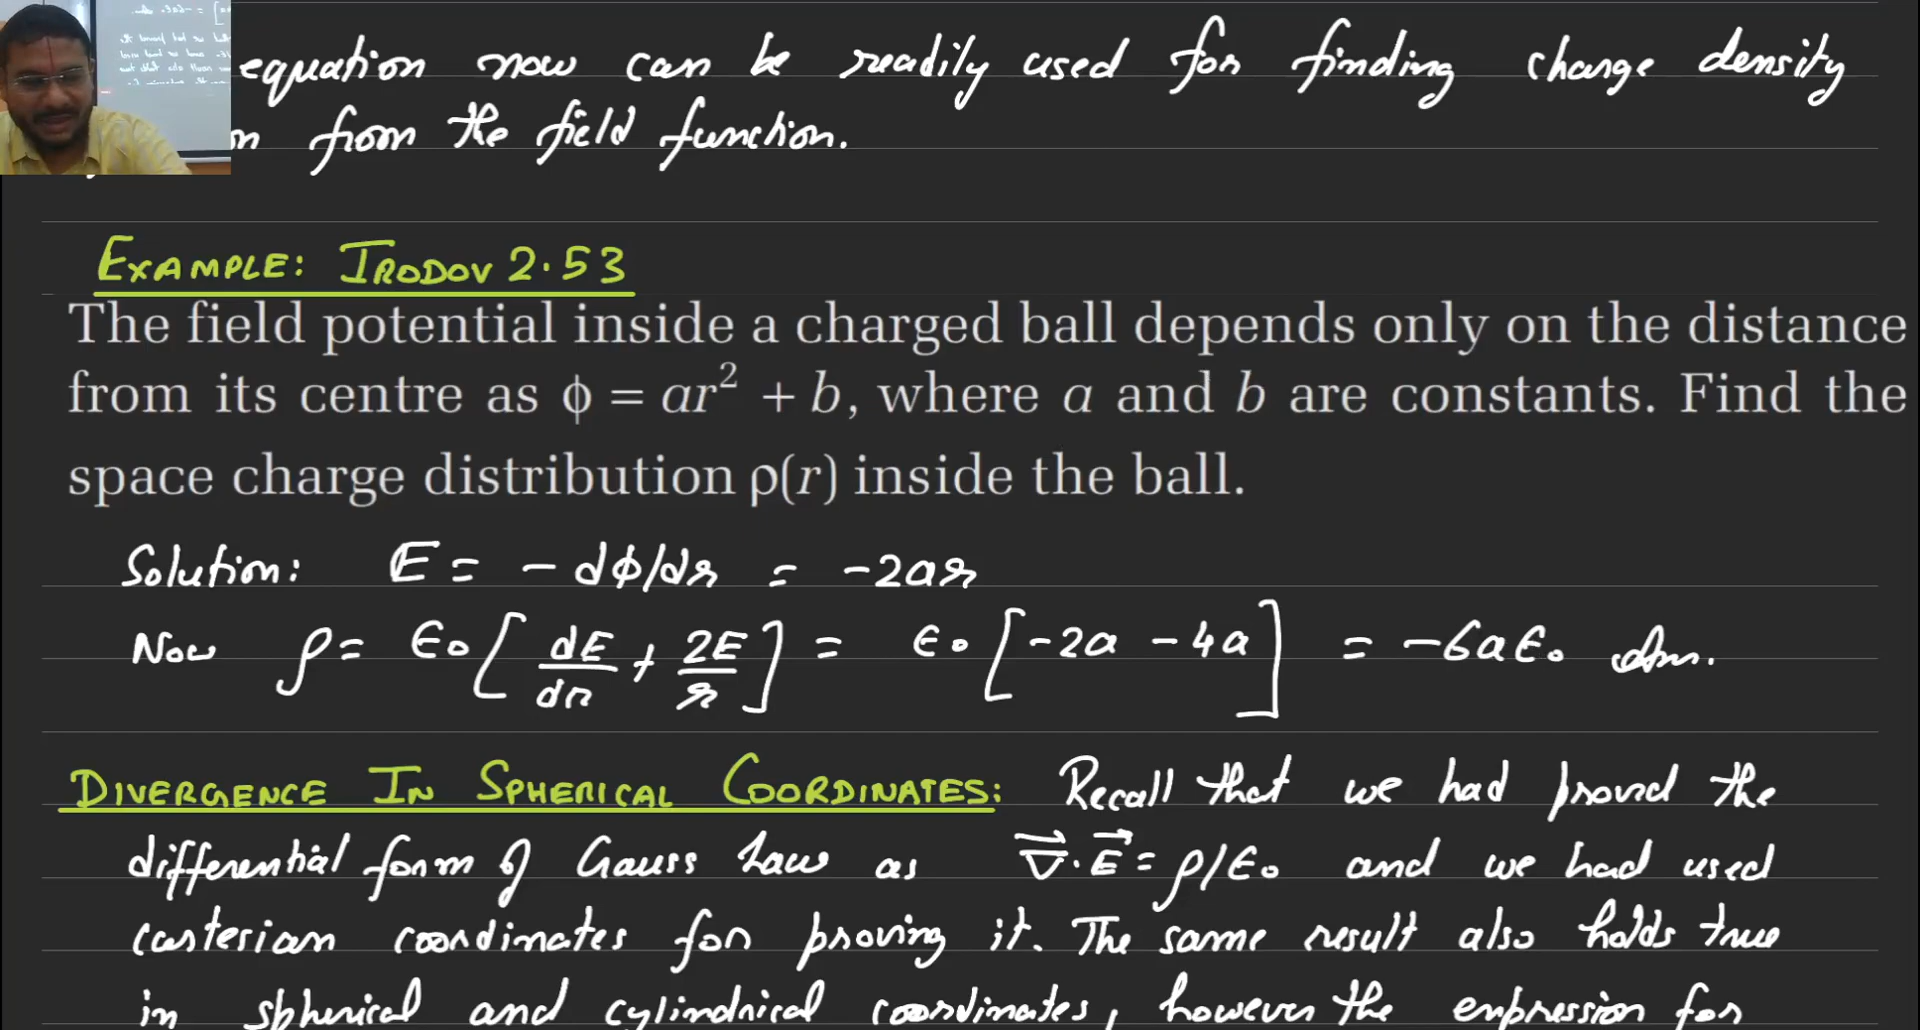 equation now can be readily used for finding charge density
n from the field function.
EXAMPLE: IRODOV 2.53
The field potential inside a charged ball depends only on the distance
from its centre as ϕ = ar² + b, where a and b are constants. Find the
space charge distribution ρ(r) inside the ball.
Solution: E = - dϕ/dr = -2ar
Now ρ = ϵ₀ [ dE/dr + 2E/r ] = ϵ₀ [ -2a - 4a ] = -6aϵ₀ Ans.
DIVERGENCE IN SPHERICAL COORDINATES: Recall that we had proved the
differential form of Gauss Law as ∇⃗.E⃗ = ρ/ϵ₀ and we had used
cartesian coordinates for proving it. The same result also holds true
in spherical and cylindrical coordinates, however the expression for